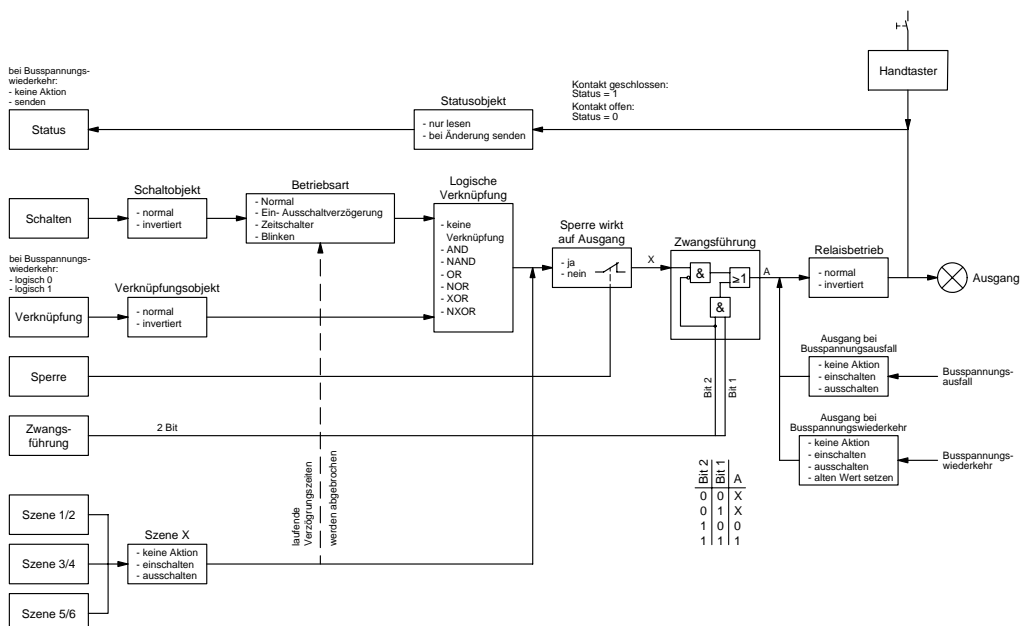 Handtaster
bei Busspannungs-
wiederkehr:
- keine Aktion
- senden
Status
Statusobjekt
- nur lesen
- bei Änderung senden
Kontakt geschlossen:
Status = 1
Kontakt offen:
Status = 0
Schalten
Schaltobjekt
- normal
- invertiert
Betriebsart
- Normal
- Ein- Ausschaltverzögerung
- Zeitschalter
- Blinken
Logische
Verknüpfung
- keine
Verknüpfung
- AND
- NAND
- OR
- NOR
- XOR
- NXOR
Sperre wirkt
auf Ausgang
- ja
- nein
X
Zwangsführung
&
≥1
&
A
Relaisbetrieb
- normal
- invertiert
Ausgang
bei Busspannungs-
wiederkehr:
- logisch 0
- logisch 1
Verknüpfung
Verknüpfungsobjekt
- normal
- invertiert
Sperre
Zwangs-
führung
2 Bit
Bit 2
Bit 1
Ausgang bei
Busspannungsausfall
- keine Aktion
- einschalten
- ausschalten
Busspannungs-
ausfall
Ausgang bei
Busspannungswiederkehr
- keine Aktion
- einschalten
- ausschalten
- alten Wert setzen
Busspannungs-
wiederkehr
Bit 2 Bit 1 A
0 0 X
0 1 X
1 0 0
1 1 1
laufende
Verzögrungszeiten
werden abgebrochen
Szene 1/2
Szene 3/4
Szene 5/6
Szene X
- keine Aktion
- einschalten
- ausschalten